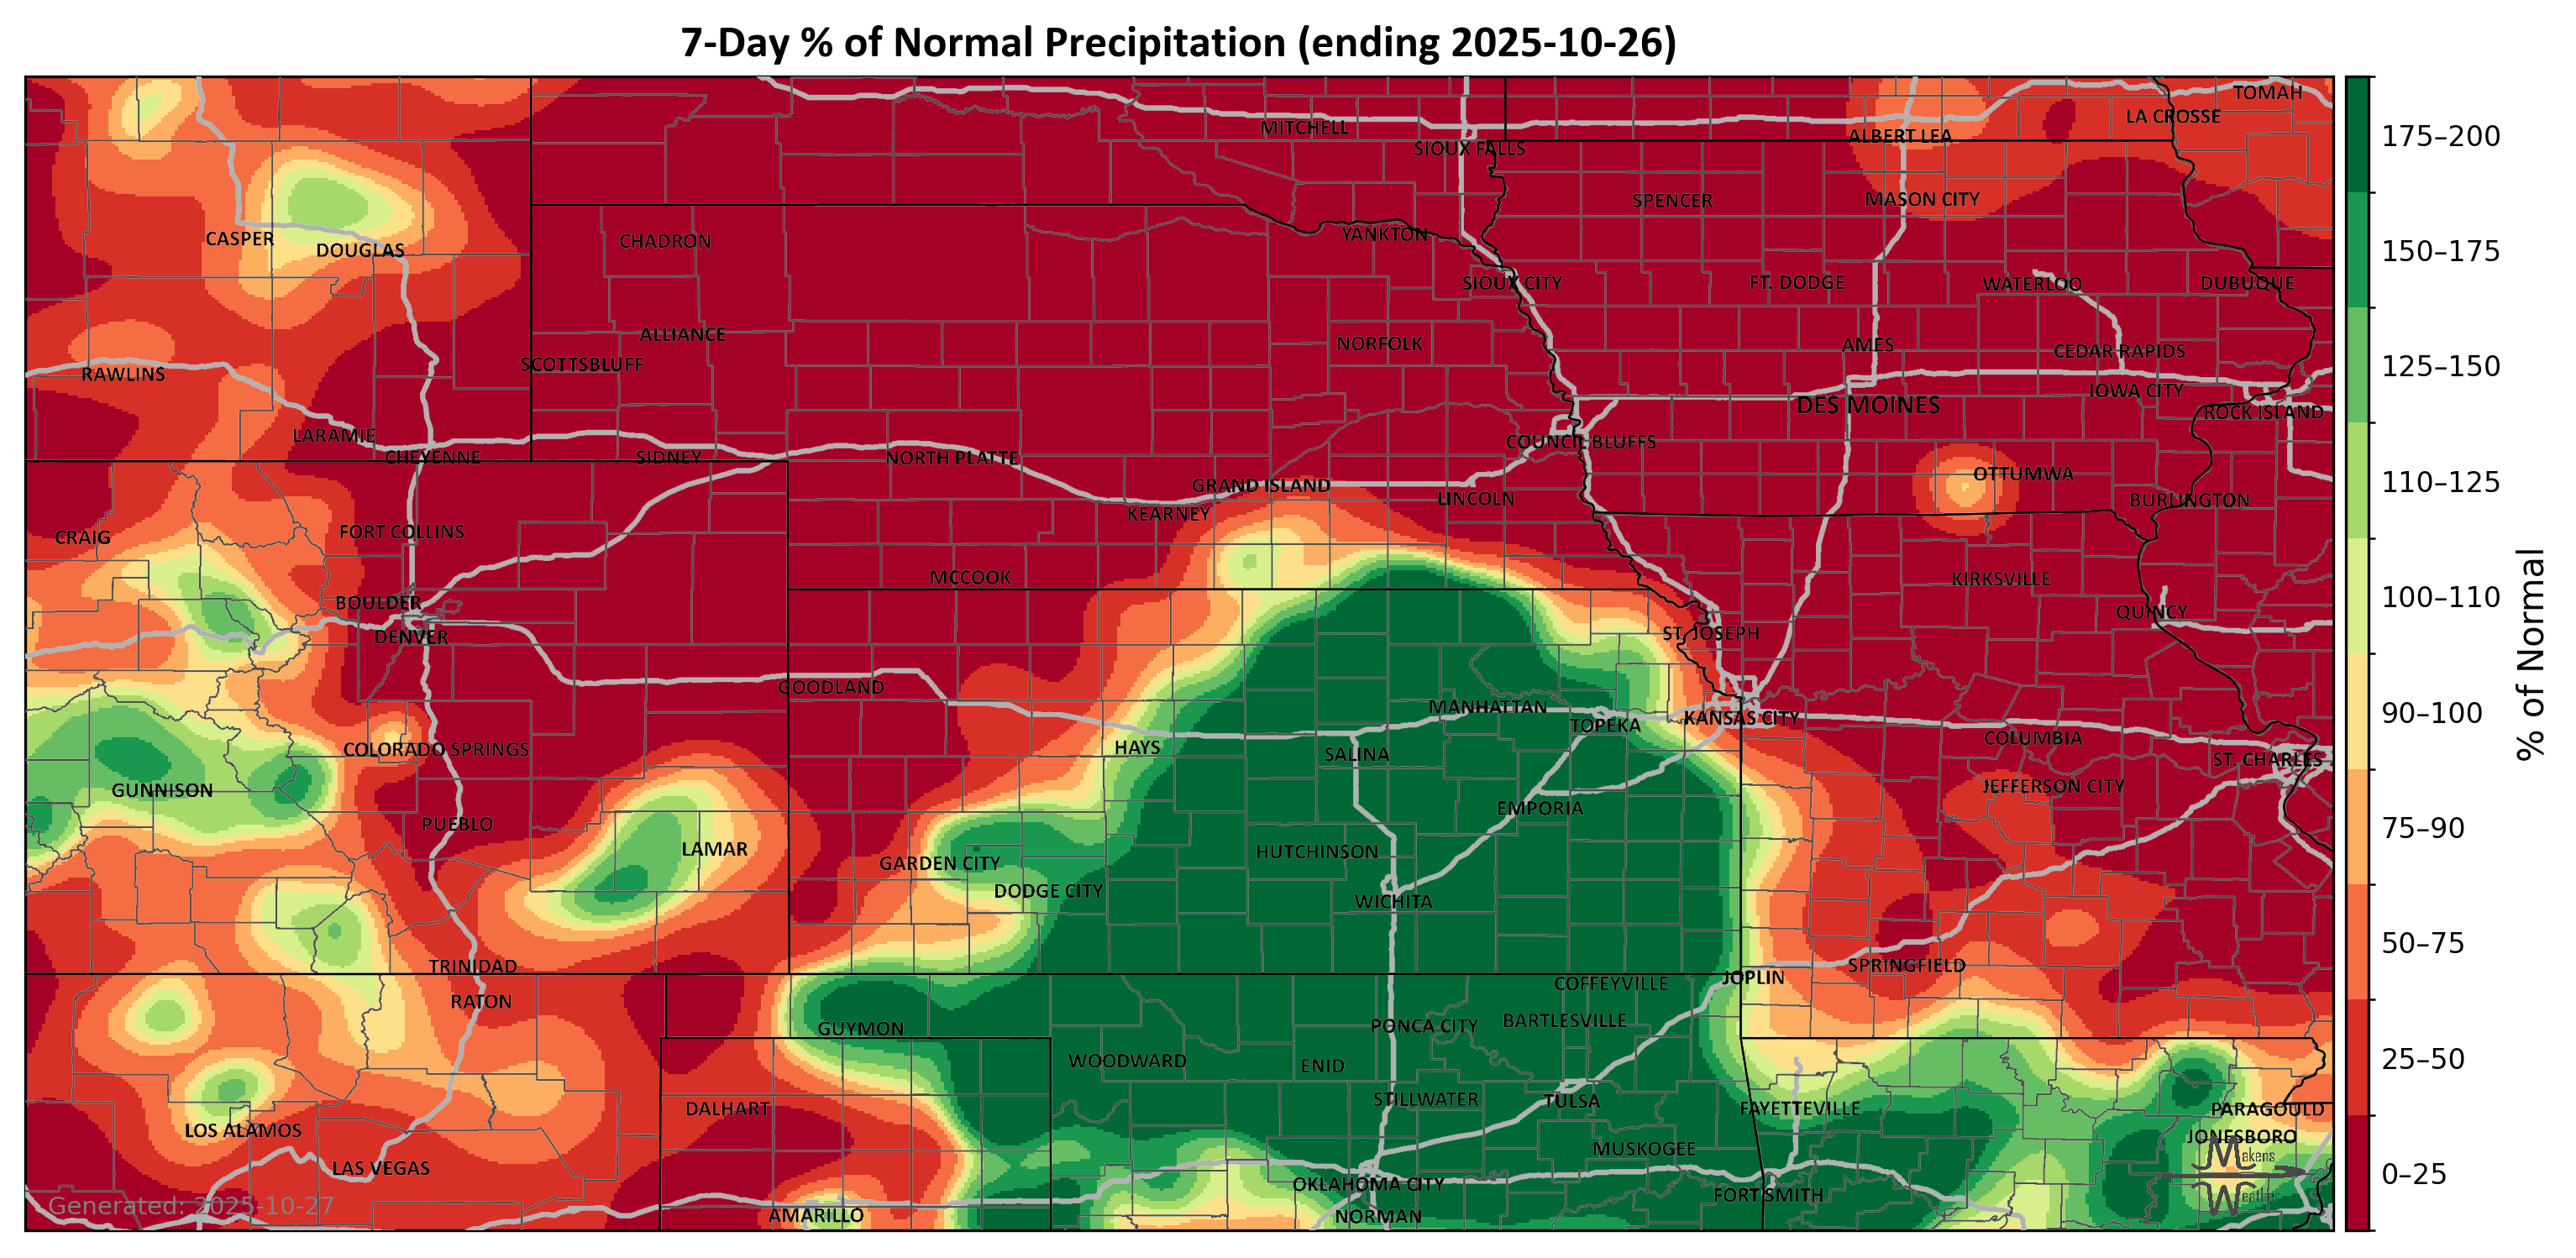 7-Day % of Normal Precipitation (ending 2025-10-26)
TOMAH
LA CROSSE
MITCHELL
ALBERT LEA
SIOUX FALLS
SPENCER
MASON CITY
CASPER
DOUGLAS
CHADRON
YANKTON
SIOUX CITY
FT. DODGE
WATERLOO
DUBUQUE
ALLIANCE
NORFOLK
AMES
CEDAR RAPIDS
SCOTTSBLUFF
RAWLINS
IOWA CITY
DES MOINES
ROCK ISLAND
LARAMIE
COUNCIL BLUFFS
CHEYENNE
SIDNEY
NORTH PLATTE
OTTUMWA
GRAND ISLAND
LINCOLN
BURLINGTON
KEARNEY
CRAIG
FORT COLLINS
MCCOOK
KIRKSVILLE
BOULDER
QUINCY
DENVER
ST. JOSEPH
GOODLAND
MANHATTAN
TOPEKA
KANSAS CITY
COLUMBIA
COLORADO SPRINGS
HAYS
SALINA
ST. CHARLES
GUNNISON
JEFFERSON CITY
EMPORIA
PUEBLO
LAMAR
HUTCHINSON
GARDEN CITY
DODGE CITY
WICHITA
TRINIDAD
SPRINGFIELD
JOPLIN
COFFEYVILLE
RATON
GUYMON
PONCA CITY
BARTLESVILLE
WOODWARD
ENID
DALHART
STILLWATER
TULSA
FAYETTEVILLE
PARAGOULD
LOS ALAMOS
JONESBORO
MUSKOGEE
LAS VEGAS
OKLAHOMA CITY
FORT SMITH
AMARILLO
NORMAN
Generated: 2025-10-27
Makens
Weather
175–200
150–175
125–150
110–125
100–110
90–100
75–90
50–75
25–50
0–25
% of Normal